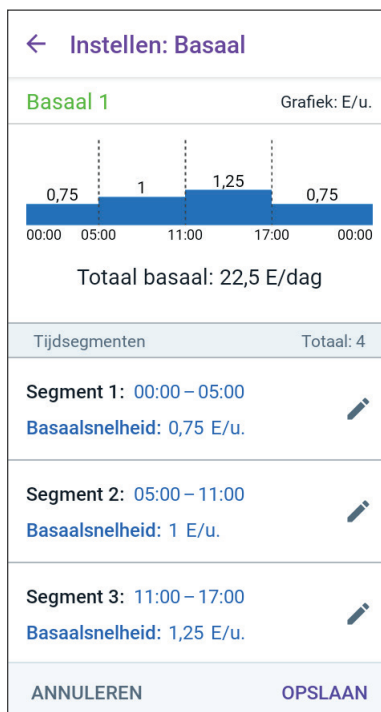 Instellen: Basaal
Basaal 1 Grafiek: E/u.
0,75 1 1,25 0,75
00:00 05:00 11:00 17:00 00:00
Totaal basaal: 22,5 E/dag
Tijdsegmenten Totaal: 4
Segment 1: 00:00 – 05:00
Basaalsnelheid: 0,75 E/u.
Segment 2: 05:00 – 11:00
Basaalsnelheid: 1 E/u.
Segment 3: 11:00 – 17:00
Basaalsnelheid: 1,25 E/u.
ANNULEREN OPSLAAN